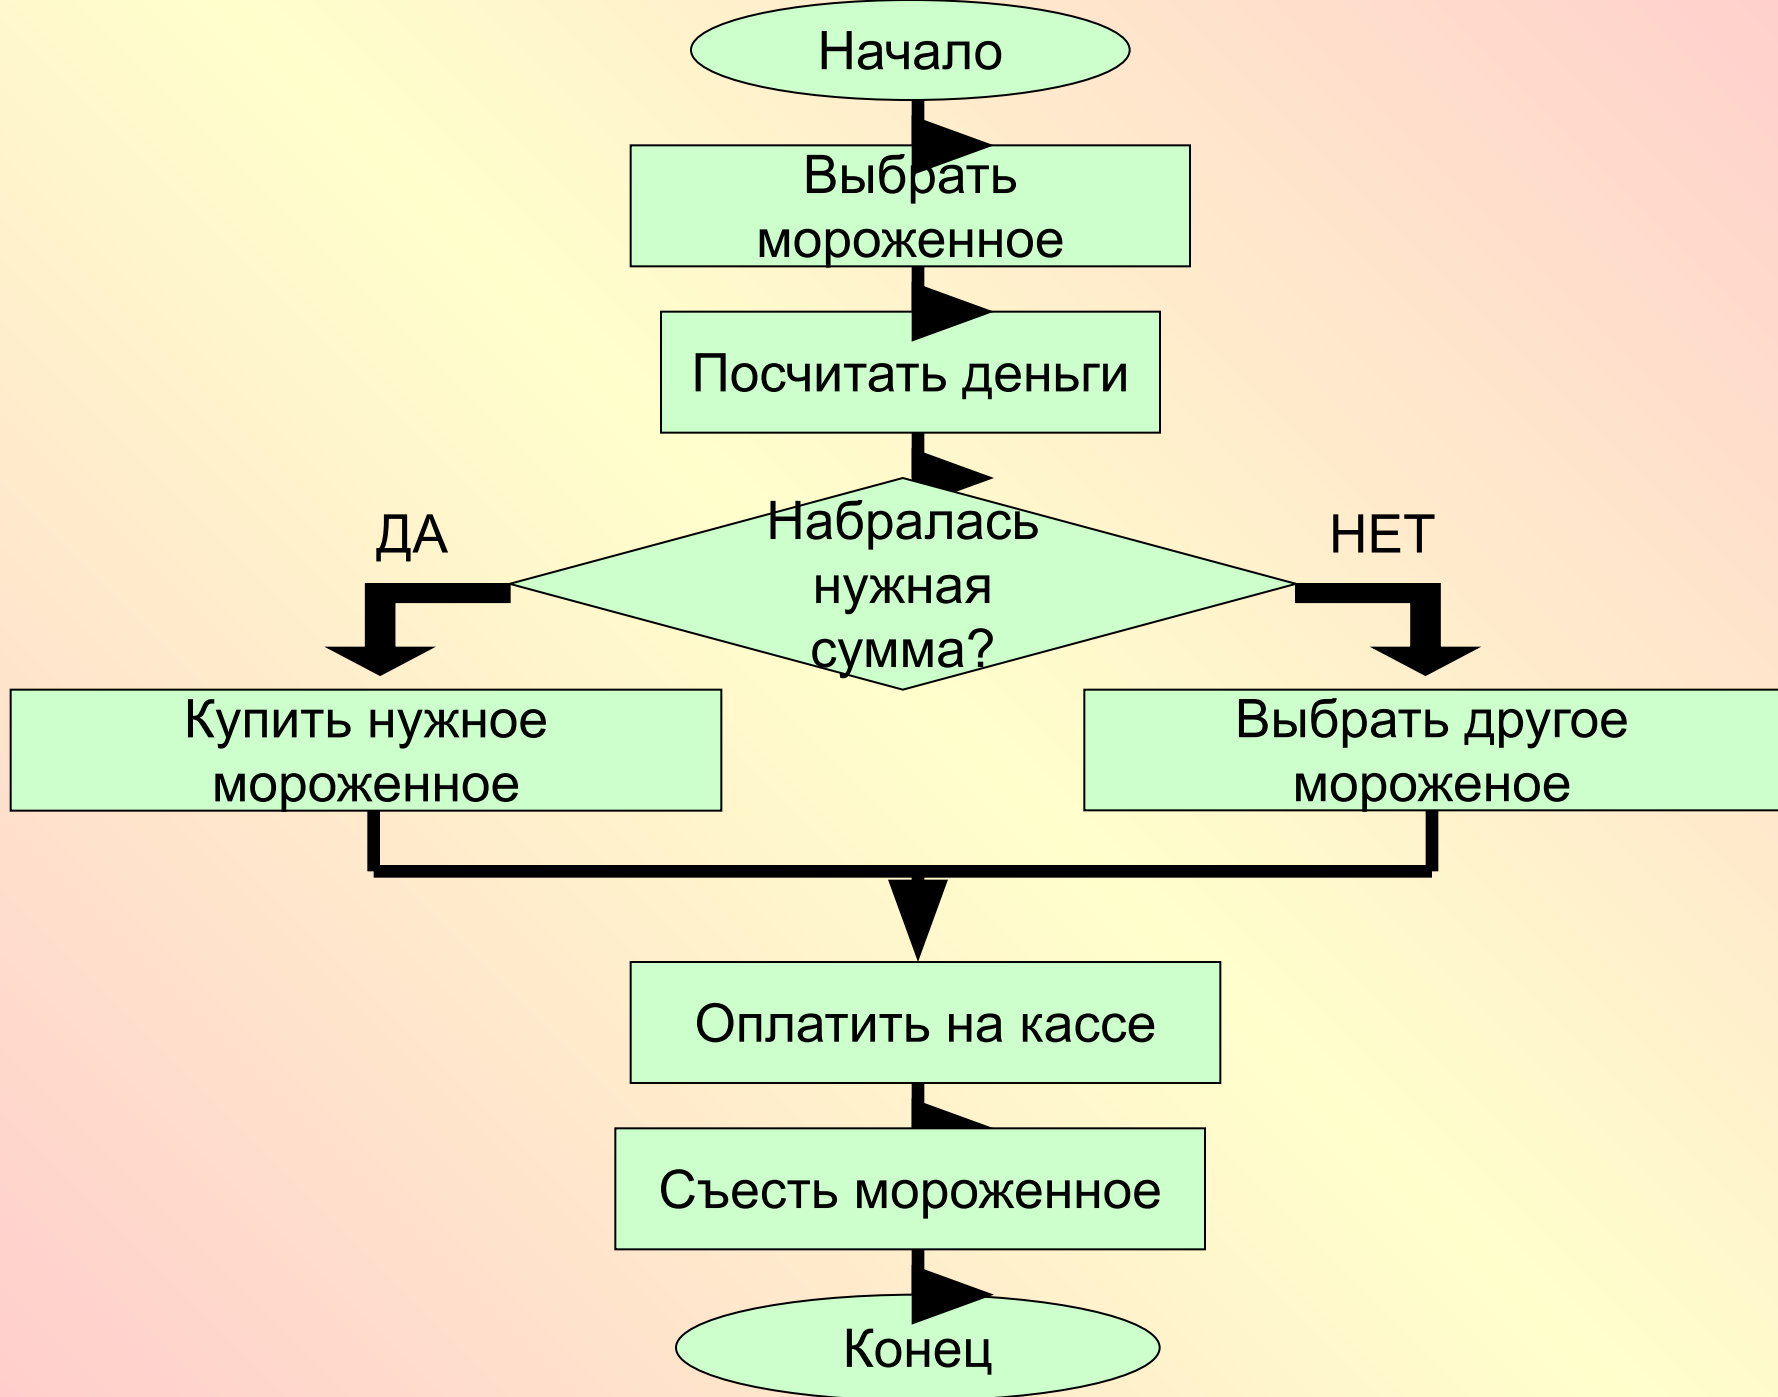 Начало
Выбрать
мороженное
Посчитать деньги
Набралась
нужная
сумма?
ДА
НЕТ
Купить нужное
мороженное
Выбрать другое
мороженое
Оплатить на кассе
Съесть мороженное
Конец